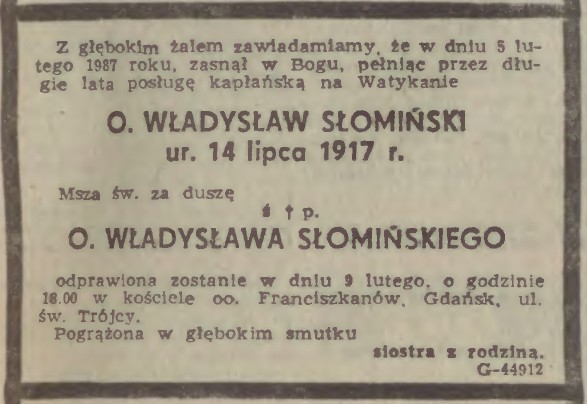 Z głębokim żalem zawiadamiamy, że w dniu 5 lu-
tego 1987 roku, zasnął w Bogu, pełniąc przez dłu-
gie lata posługę kapłańską na Watykanie
O. WŁADYSŁAW SŁOMIŃSKI
ur. 14 lipca 1917 r.
Msza św. za duszę
ś † p.
O. WŁADYSŁAWA SŁOMIŃSKIEGO
odprawiona zostanie w dniu 9 lutego, o godzinie
18.00 w kościele oo. Franciszkanów, Gdańsk, ul.
św. Trójcy.
Pogrążona w głębokim smutku
siostra z rodziną.
G-44912